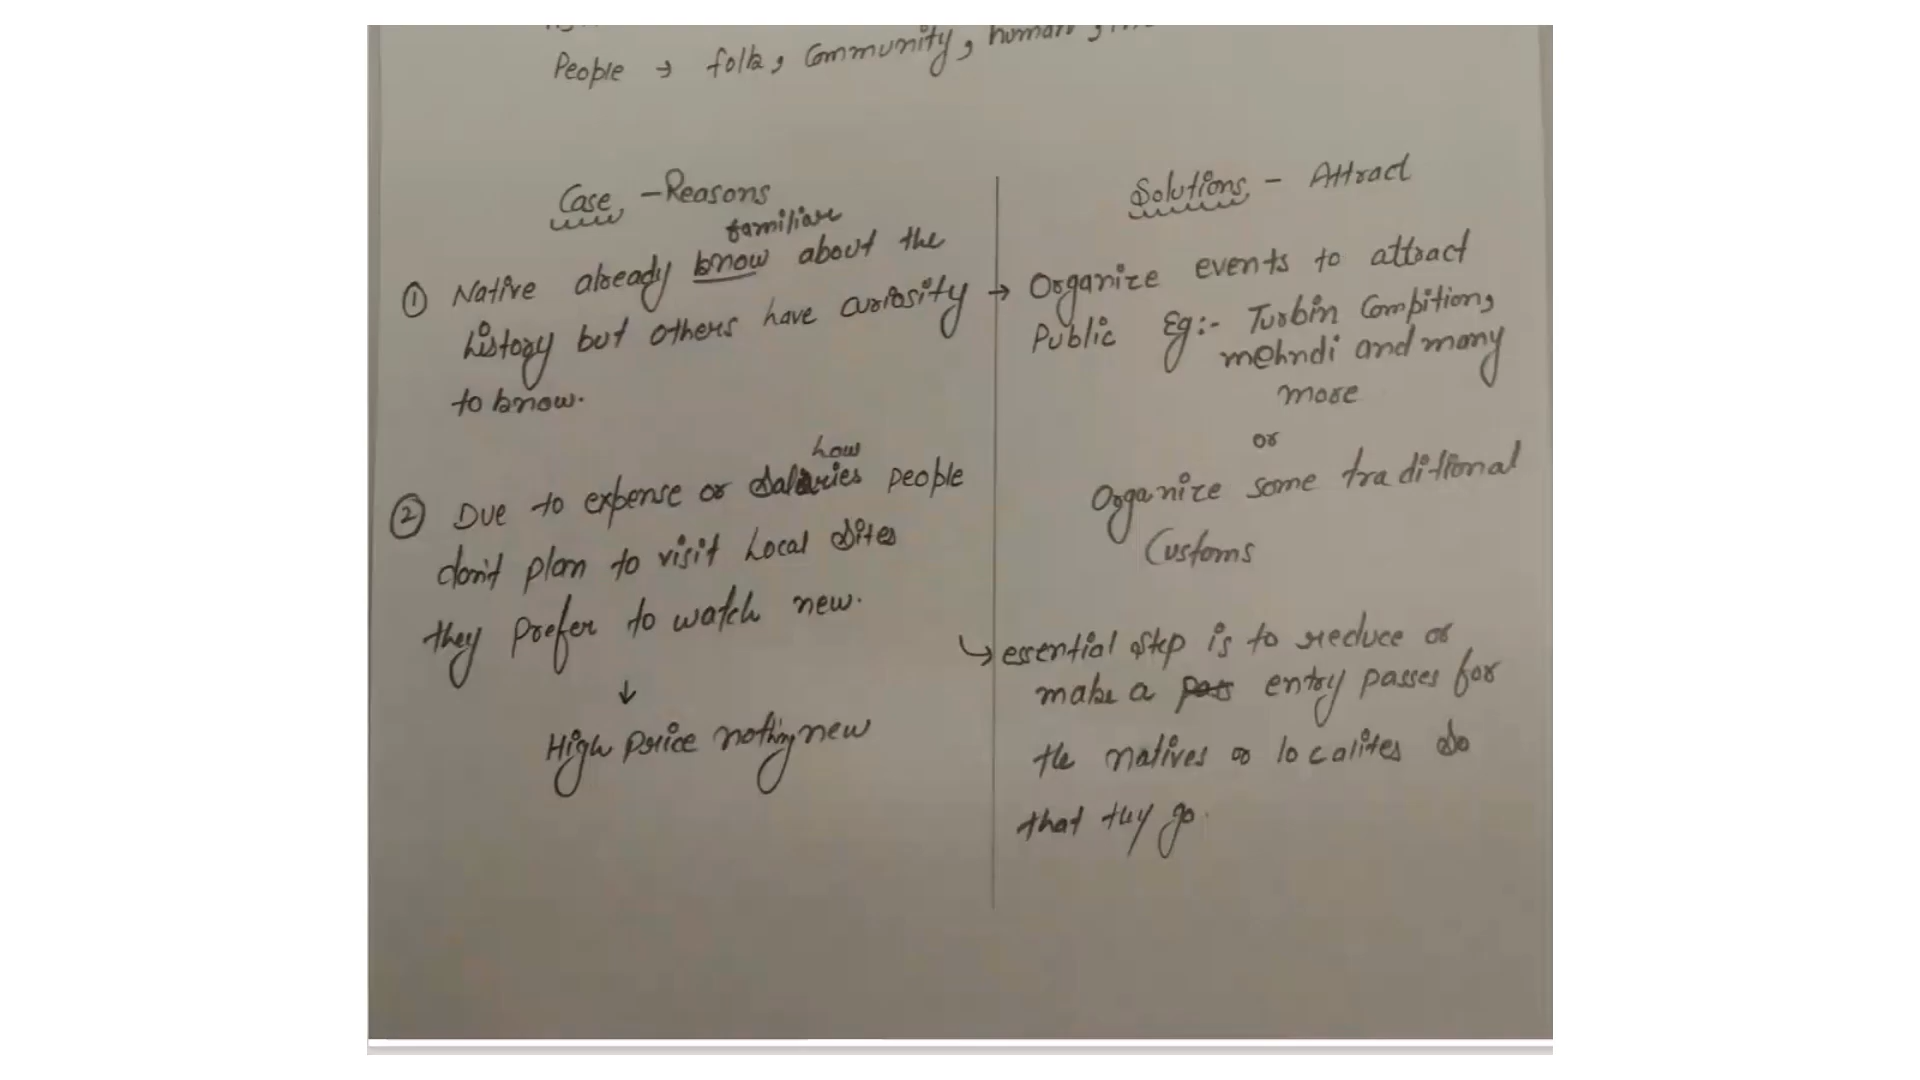 People → folk, Community, human,
Case - Reasons
familiar
① Native already know about the
history but others have curiosity
to know.
how
② Due to expense or salaries people
don't plan to visit Local Sites
they Prefer to watch new.
↓
High price nothing new
Solutions - Attract
→ Organize events to attract
Public Eg:- Turbin Compition,
mehndi and many
more
or
Organize some traditional
Customs
↳ essential step is to reduce or
make a pass entry passes for
the natives or localites so
that they go.